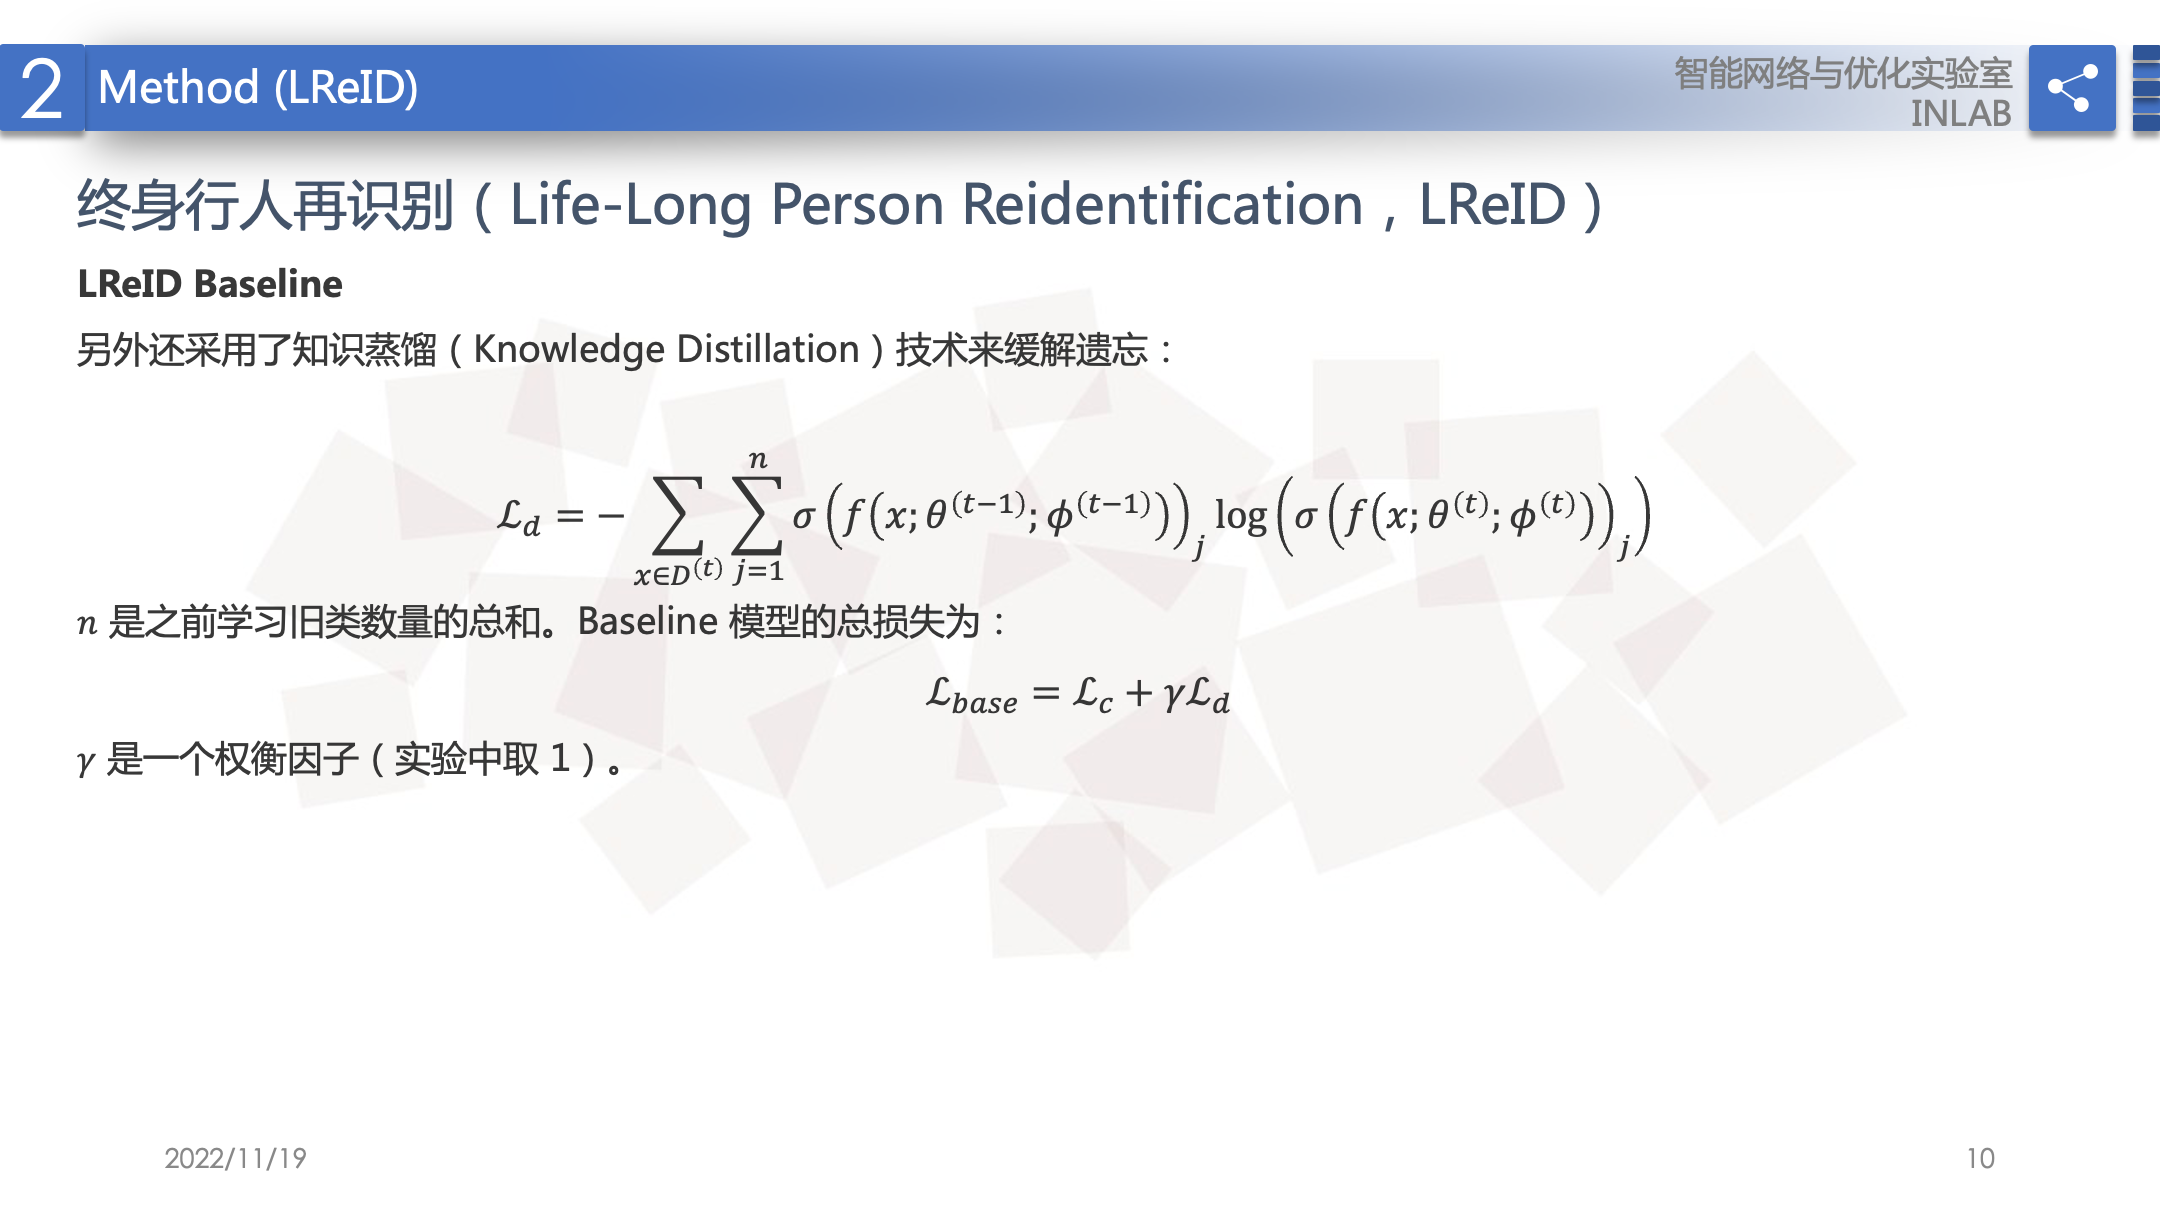 2
Method (LReID)
智能网络与优化实验室
INLAB
终身行人再识别（Life-Long Person Reidentification，LReID）
LReID Baseline
另外还采用了知识蒸馏（Knowledge Distillation）技术来缓解遗忘：
$\mathcal{L}_d = -\sum_{x \in D^{(t)}} \sum_{j=1}^{n} \sigma\left(f\left(x; \theta^{(t-1)}; \phi^{(t-1)}\right)\right)_j \log\left(\sigma\left(f\left(x; \theta^{(t)}; \phi^{(t)}\right)\right)_j\right)$
n 是之前学习旧类数量的总和。Baseline 模型的总损失为：
$\mathcal{L}_{base} = \mathcal{L}_c + \gamma \mathcal{L}_d$
γ 是一个权衡因子（实验中取 1）。
2022/11/19
10